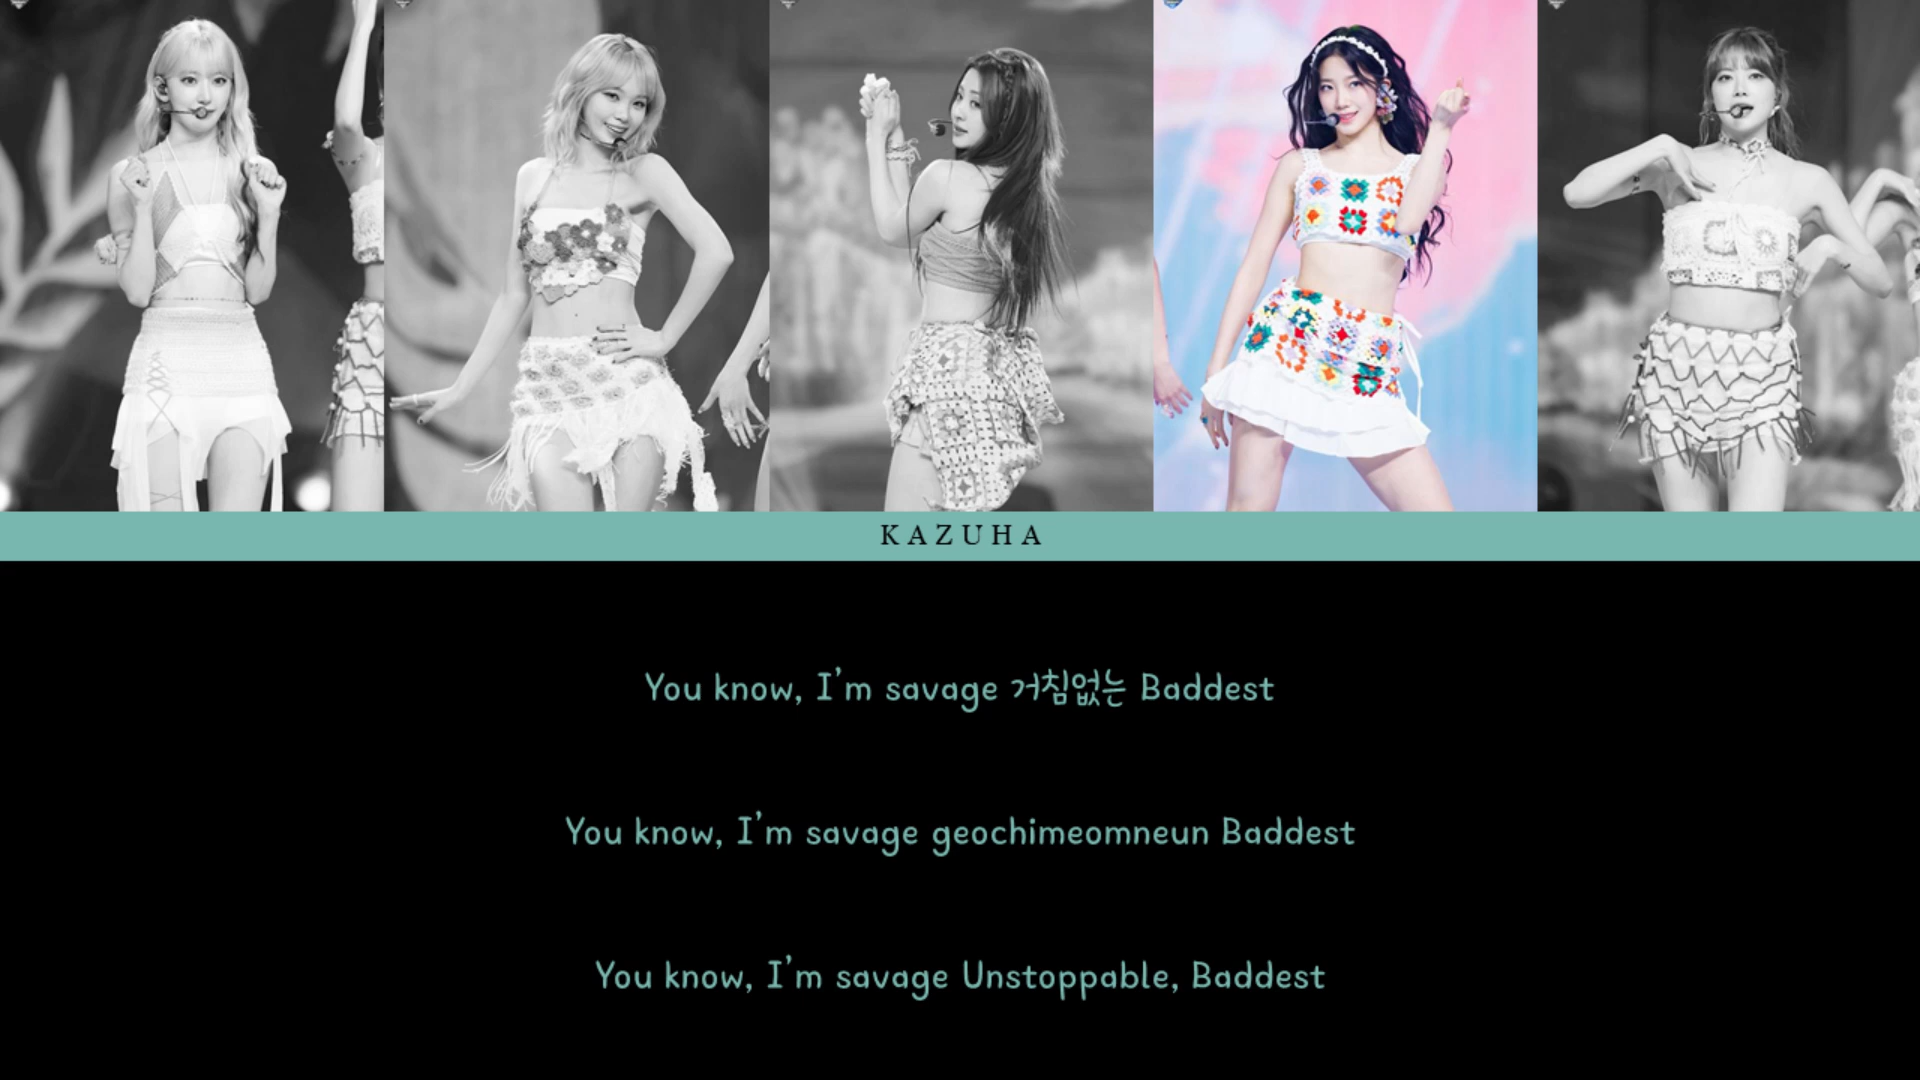 KAZUHA
You know, I'm savage 거침없는 Baddest
You know, I'm savage geochimeomneun Baddest
You know, I'm savage Unstoppable, Baddest